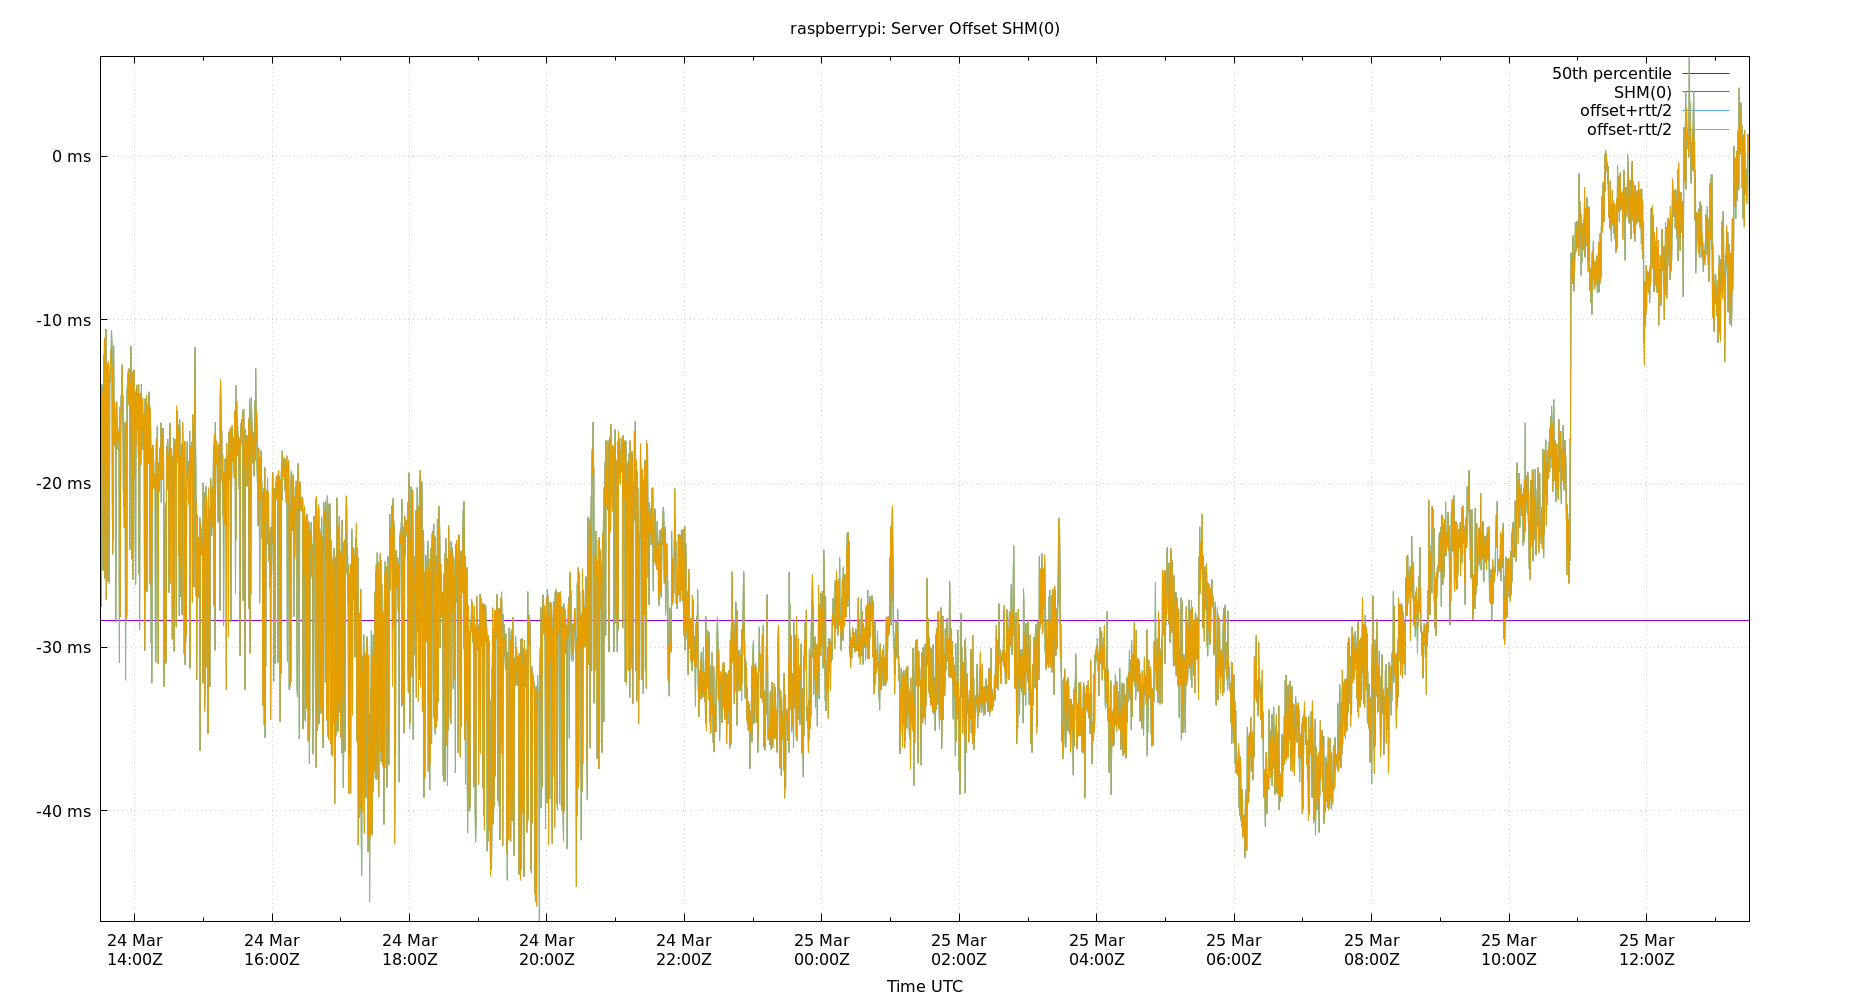 raspberrypi: Server Offset SHM(0)
50th percentile
SHM(0)
offset+rtt/2
offset-rtt/2
0 ms
-10 ms
-20 ms
-30 ms
-40 ms
24 Mar 24 Mar 24 Mar 24 Mar 24 Mar 25 Mar 25 Mar 25 Mar 25 Mar 25 Mar 25 Mar 25 Mar
14:00Z 16:00Z 18:00Z 20:00Z 22:00Z 00:00Z 02:00Z 04:00Z 06:00Z 08:00Z 10:00Z 12:00Z
Time UTC